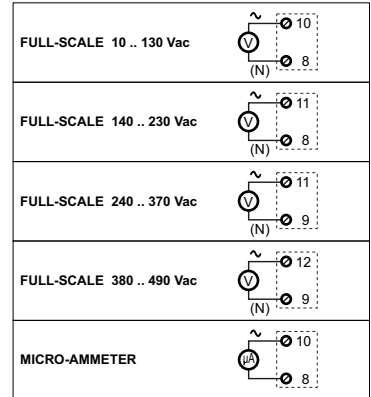 ~ 10
FULL-SCALE 10 .. 130 Vac V
(N) 8
~ 11
FULL-SCALE 140 .. 230 Vac V
(N) 8
~ 11
FULL-SCALE 240 .. 370 Vac V
(N) 9
~ 12
FULL-SCALE 380 .. 490 Vac V
(N) 9
~ 10
MICRO-AMMETER µA
8